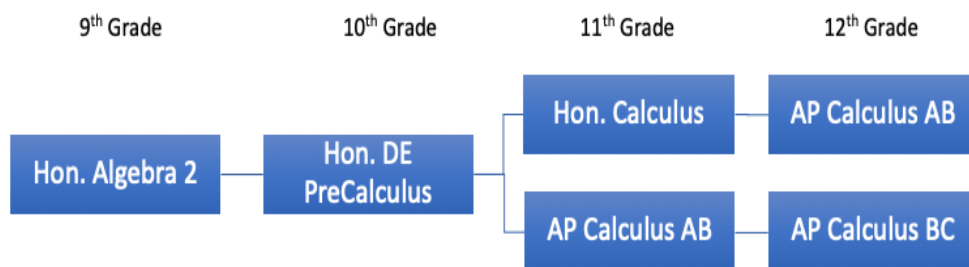 9th Grade
10th Grade
11th Grade
12th Grade
Hon. Algebra 2
Hon. DE
PreCalculus
Hon. Calculus
AP Calculus AB
AP Calculus AB
AP Calculus BC